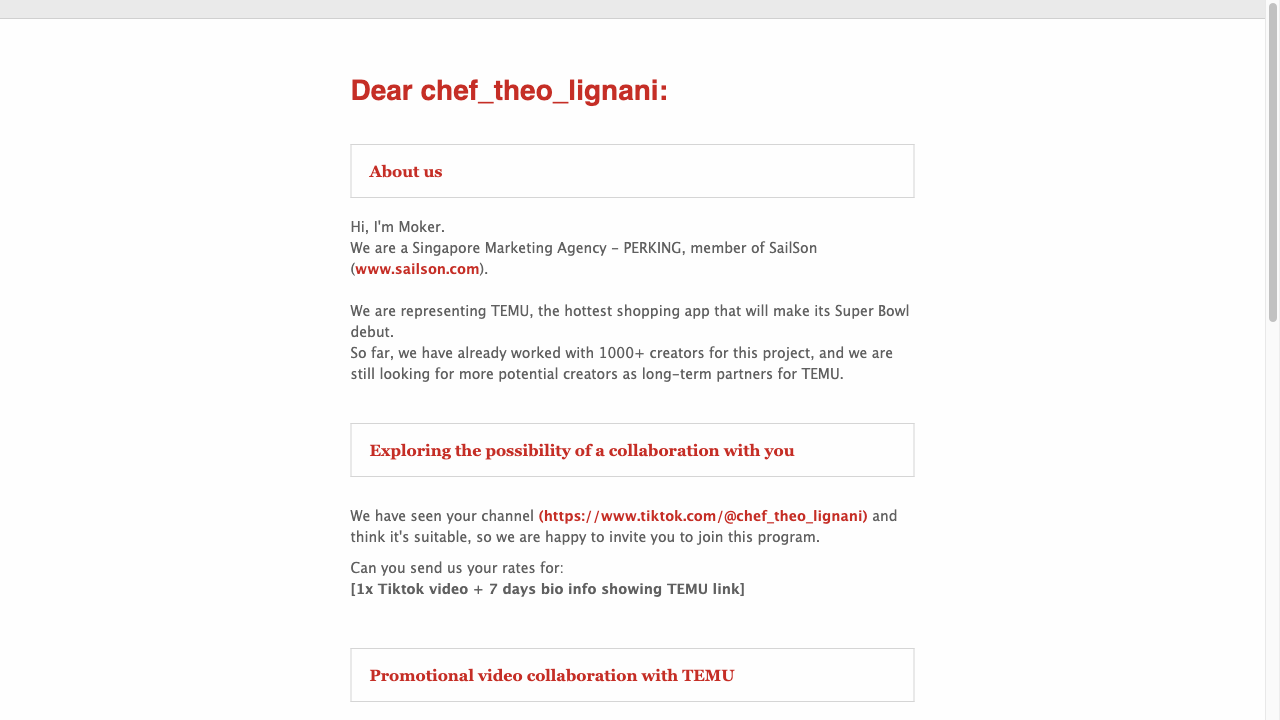 Dear chef_theo_lignani:
About us
Hi, I'm Moker.
We are a Singapore Marketing Agency - PERKING, member of SailSon
(www.sailson.com).
We are representing TEMU, the hottest shopping app that will make its Super Bowl
debut.
So far, we have already worked with 1000+ creators for this project, and we are
still looking for more potential creators as long-term partners for TEMU.
Exploring the possibility of a collaboration with you
We have seen your channel (https://www.tiktok.com/@chef_theo_lignani) and
think it's suitable, so we are happy to invite you to join this program.
Can you send us your rates for:
[1x Tiktok video + 7 days bio info showing TEMU link]
Promotional video collaboration with TEMU